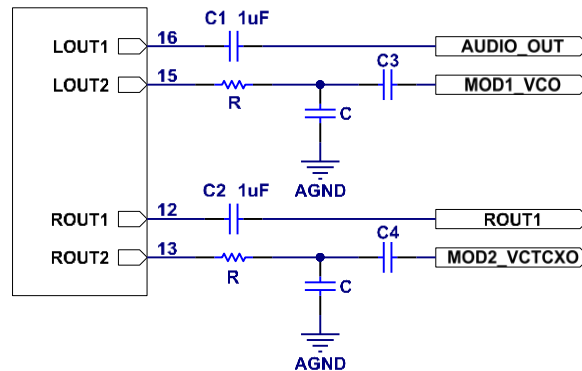 C1 1uF
LOUT1 16 AUDIO_OUT
C3
LOUT2 15 MOD1_VCO
R
C
AGND
C2 1uF
ROUT1 12 ROUT1
C4
ROUT2 13 MOD2_VCTCXO
R
C
AGND